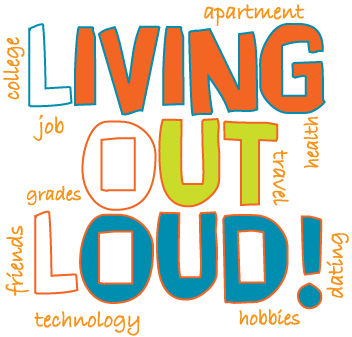 apartment
college
LIVING
job
health
OUT
travel
grades
LOUD!
friends
dating
technology
hobbies